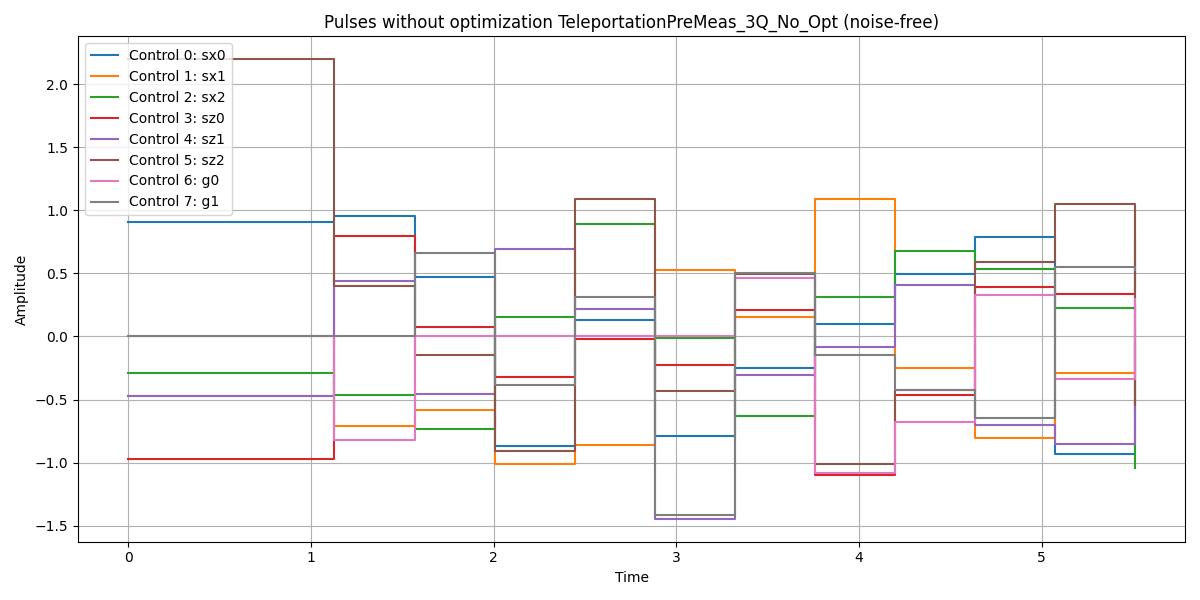 Pulses without optimization TeleportationPreMeas_3Q_No_Opt (noise-free)
Control 0: sx0
Control 1: sx1
Control 2: sx2
Control 3: sz0
Control 4: sz1
Control 5: sz2
Control 6: g0
Control 7: g1
Amplitude
2.0
1.5
1.0
0.5
0.0
−0.5
−1.0
−1.5
0 1 2 3 4 5
Time